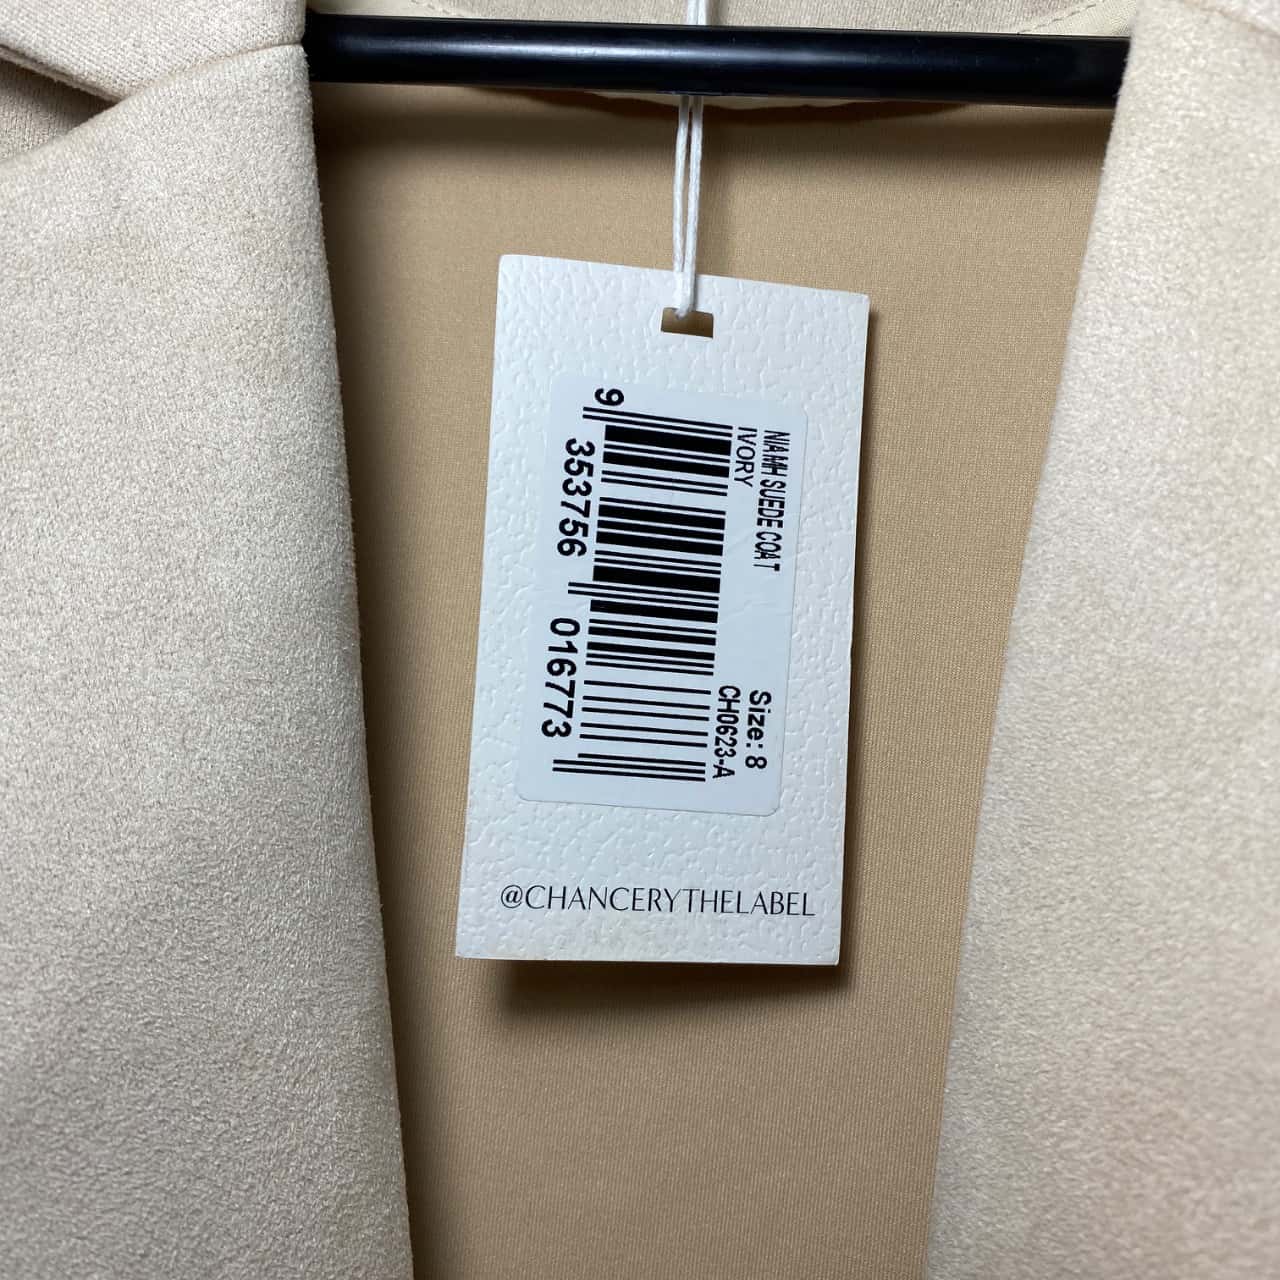 NIAMH SUEDE COAT
IVORY
9 353756 016773
Size: 8
CH0623-A
@CHANCERYTHELABEL